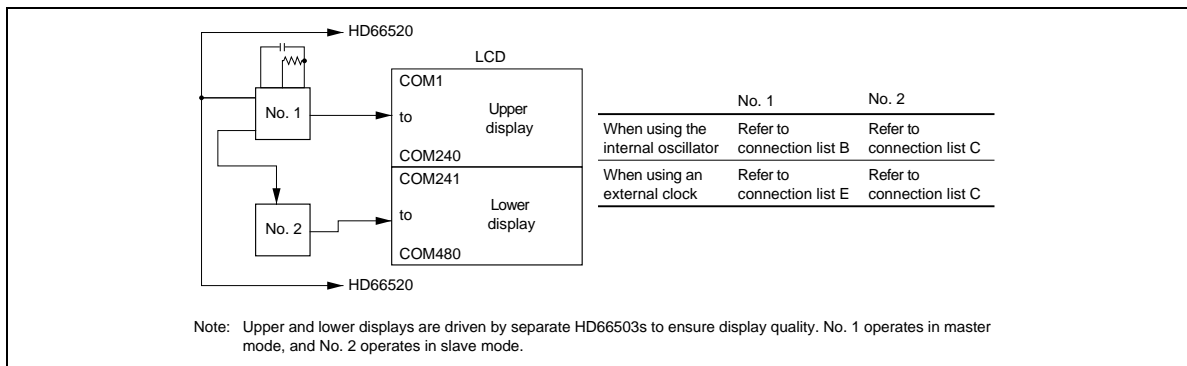 HD66520
LCD
COM1
No. 1
Upper
display
to
COM240
COM241
No. 2
Lower
display
to
COM480
HD66520
No. 1 No. 2
When using the Refer to Refer to
internal oscillator connection list B connection list C
When using an Refer to Refer to
external clock connection list E connection list C
Note: Upper and lower displays are driven by separate HD66503s to ensure display quality. No. 1 operates in master
mode, and No. 2 operates in slave mode.